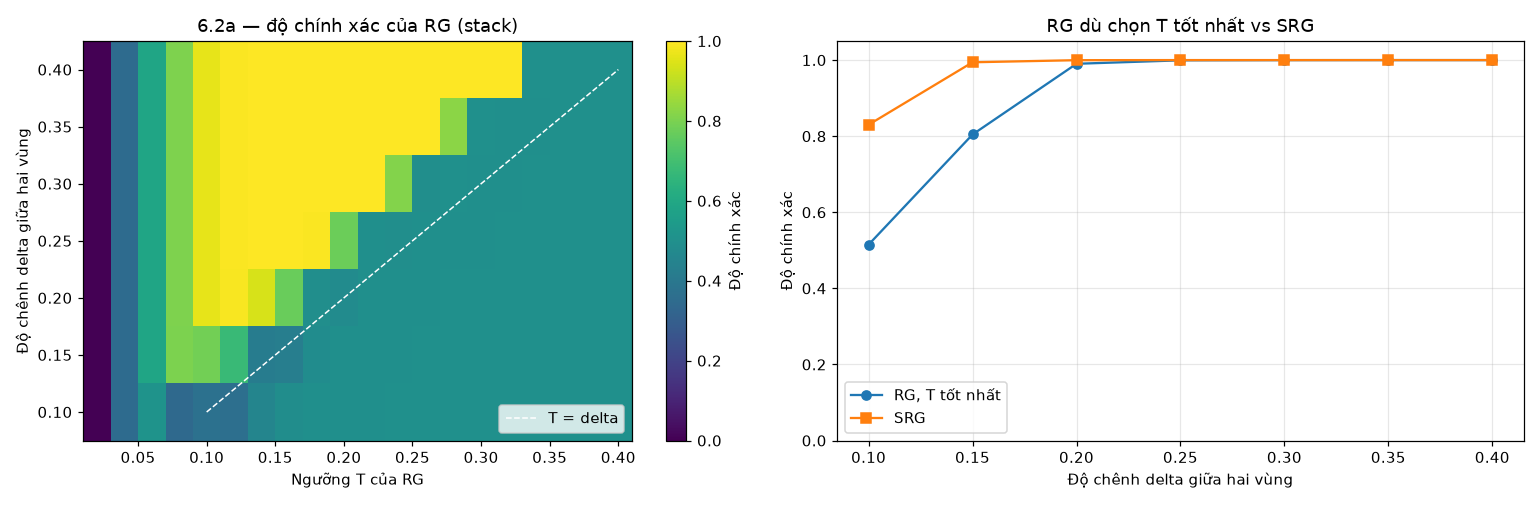 6.2a — độ chính xác của RG (stack)
Độ chênh delta giữa hai vùng
0.40
0.35
0.30
0.25
0.20
0.15
0.10
T = delta
0.05 0.10 0.15 0.20 0.25 0.30 0.35 0.40
Ngưỡng T của RG
1.0
0.8
0.6
0.4
0.2
0.0
Độ chính xác
RG dù chọn T tốt nhất vs SRG
Độ chính xác
1.0
0.8
0.6
0.4
0.2
0.0
RG, T tốt nhất
SRG
0.10 0.15 0.20 0.25 0.30 0.35 0.40
Độ chênh delta giữa hai vùng